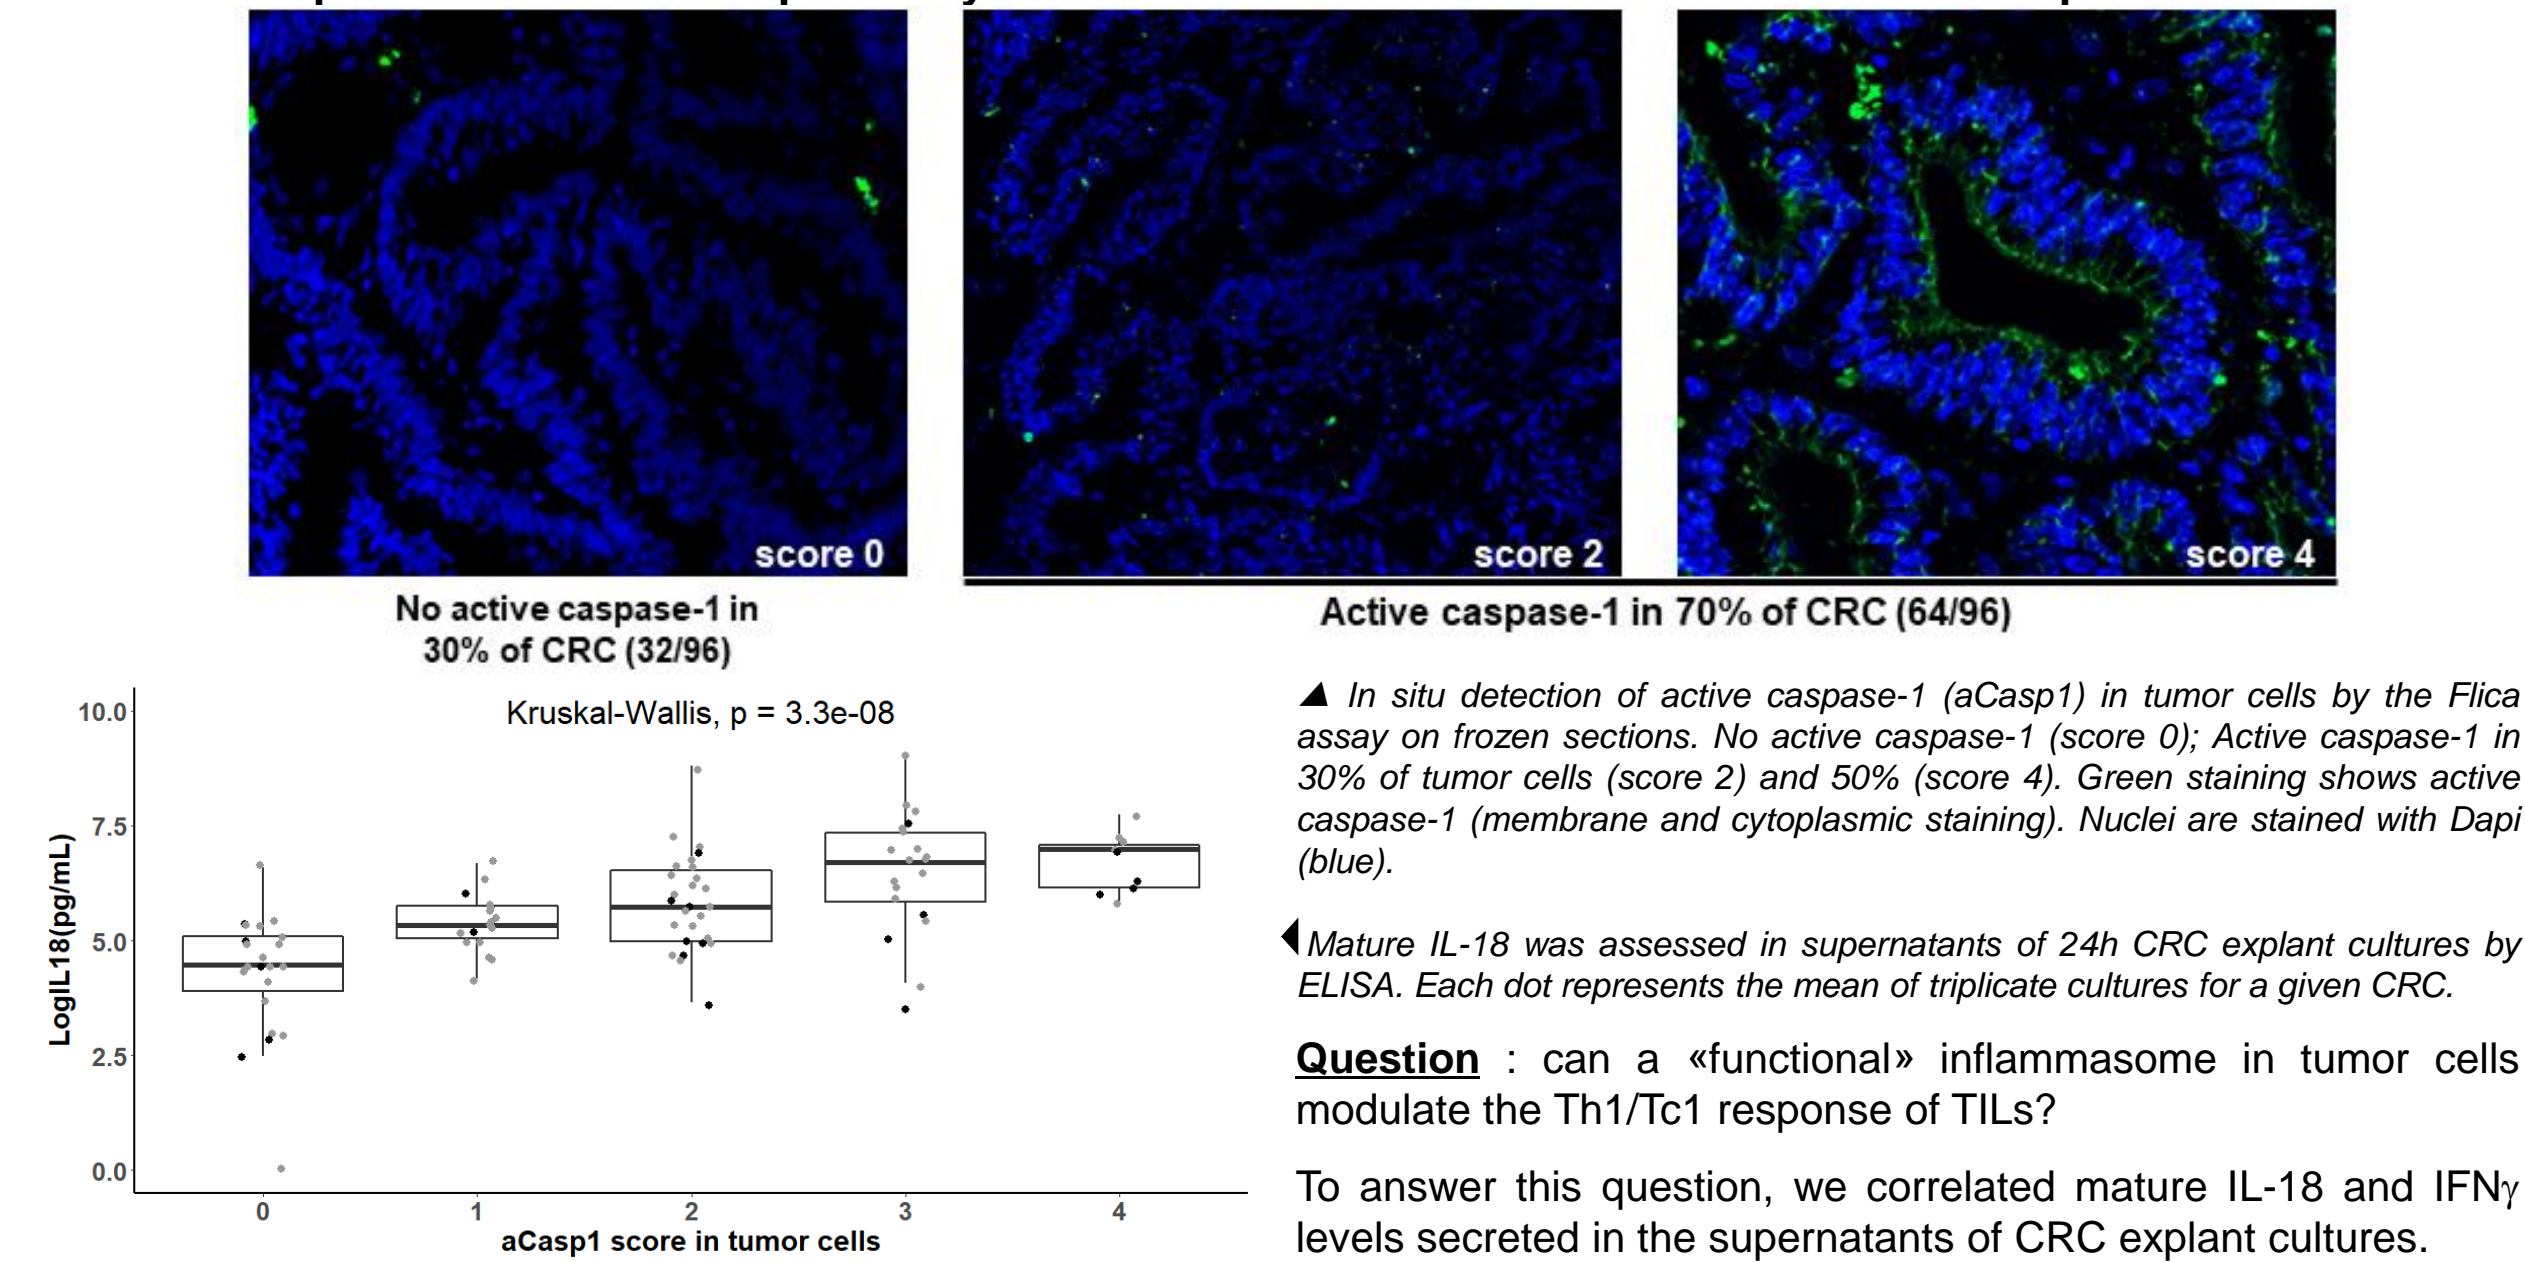 score 0
score 2
score 4
No active caspase-1 in
30% of CRC (32/96)
Active caspase-1 in 70% of CRC (64/96)
Kruskal-Wallis, p = 3.3e-08
LogIL18(pg/mL)
10.0
7.5
5.0
2.5
0.0
0 1 2 3 4
aCasp1 score in tumor cells
▲ In situ detection of active caspase-1 (aCasp1) in tumor cells by the Flica
assay on frozen sections. No active caspase-1 (score 0); Active caspase-1 in
30% of tumor cells (score 2) and 50% (score 4). Green staining shows active
caspase-1 (membrane and cytoplasmic staining). Nuclei are stained with Dapi
(blue).
◀ Mature IL-18 was assessed in supernatants of 24h CRC explant cultures by
ELISA. Each dot represents the mean of triplicate cultures for a given CRC.
Question : can a «functional» inflammasome in tumor cells
modulate the Th1/Tc1 response of TILs?
To answer this question, we correlated mature IL-18 and IFNγ
levels secreted in the supernatants of CRC explant cultures.